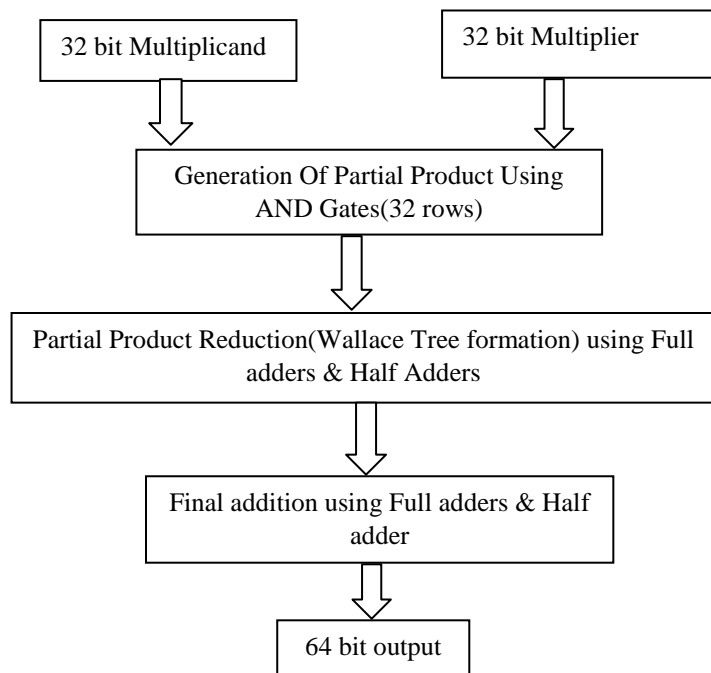 32 bit Multiplicand
32 bit Multiplier
Generation Of Partial Product Using
AND Gates(32 rows)
Partial Product Reduction(Wallace Tree formation) using Full
adders & Half Adders
Final addition using Full adders & Half
adder
64 bit output